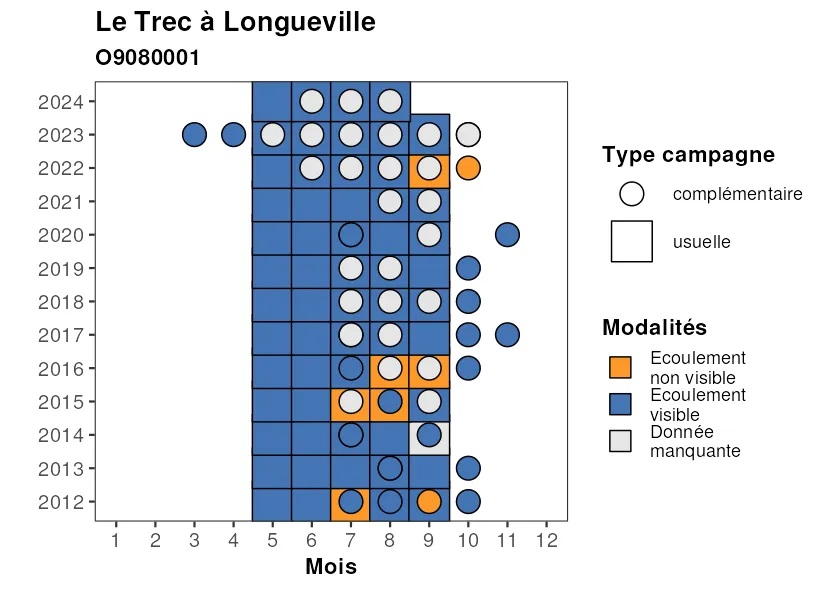 Le Trec à Longueville
O9080001
2024
2023
2022
2021
2020
2019
2018
2017
2016
2015
2014
2013
2012
1 2 3 4 5 6 7 8 9 10 11 12
Mois
Type campagne
complémentaire
usuelle
Modalités
Ecoulement
non visible
Ecoulement
visible
Donnée
manquante